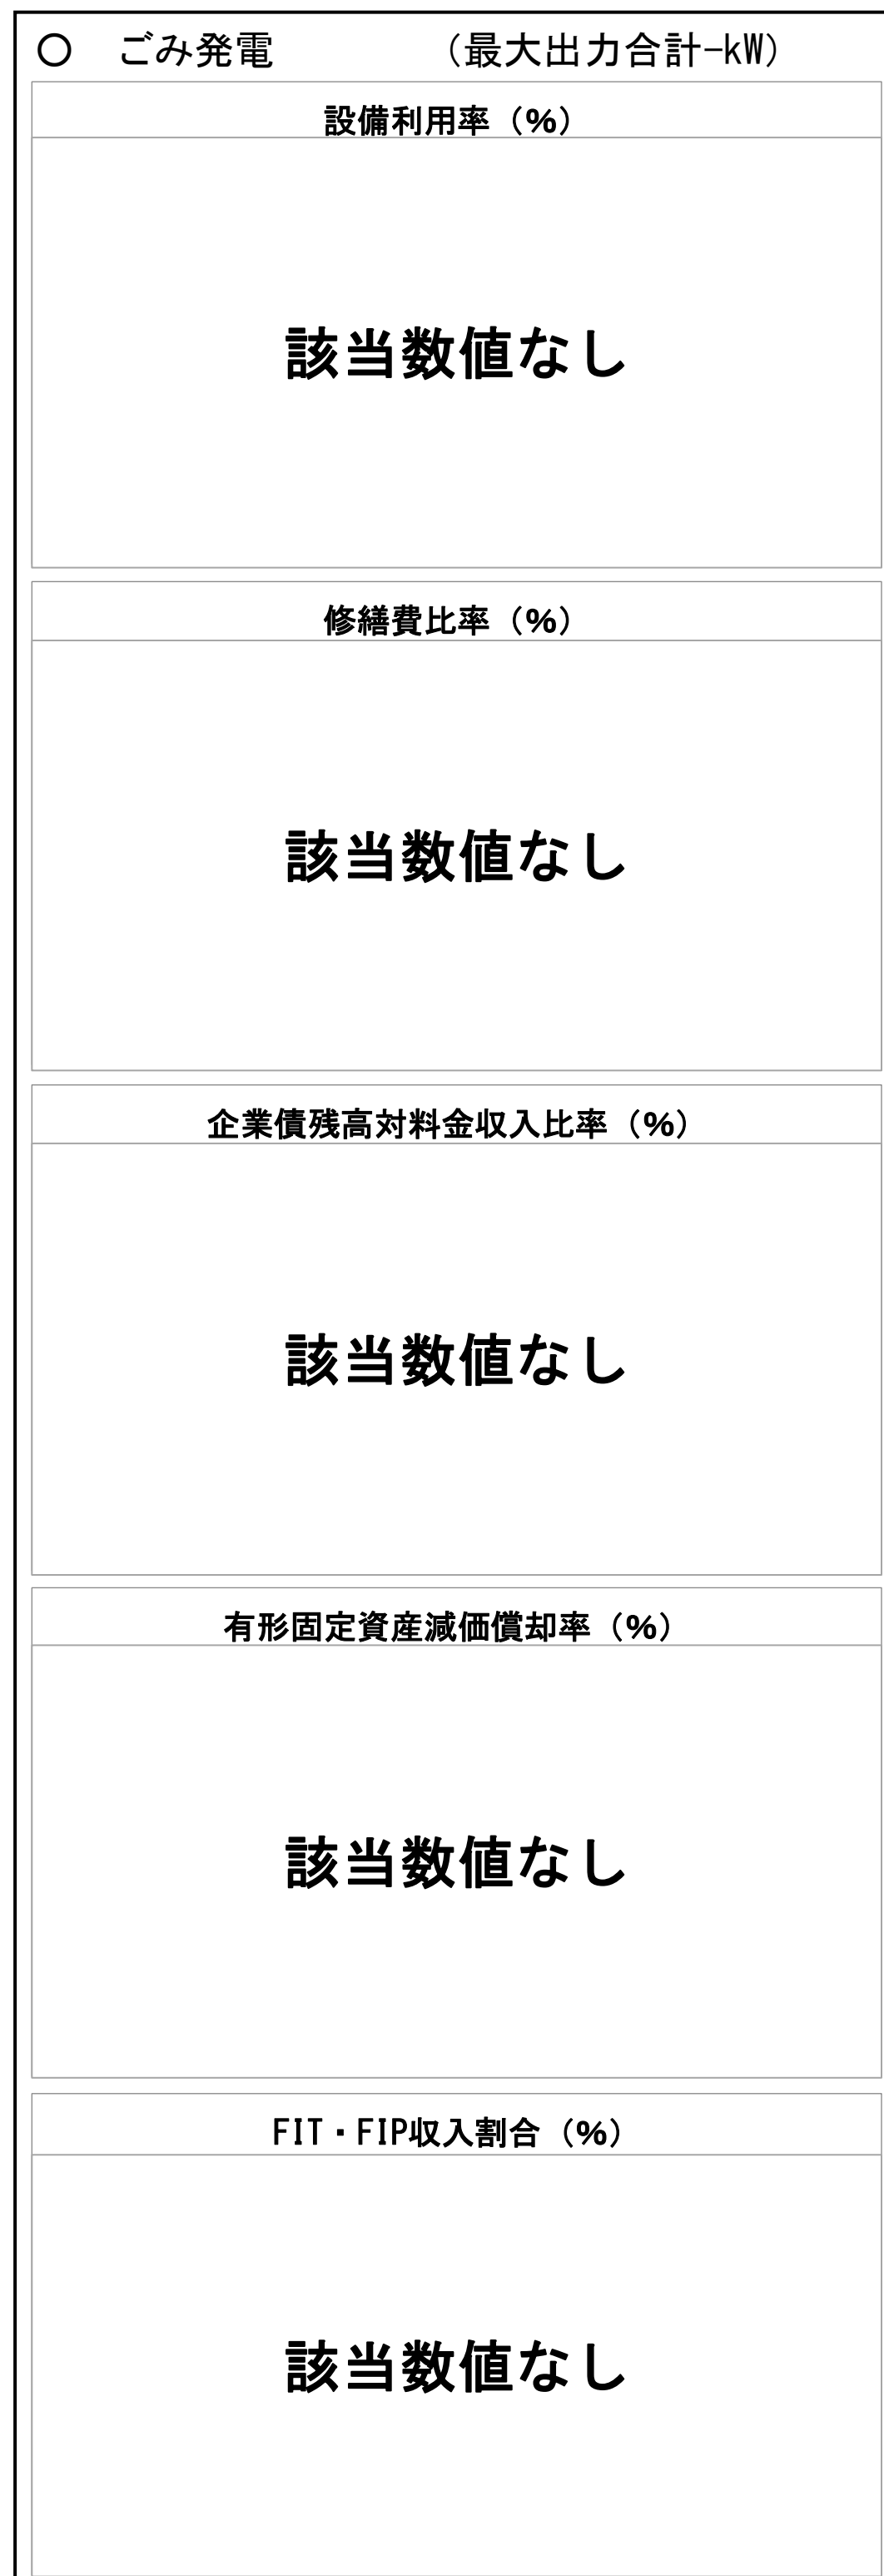 〇　ごみ発電　　　　（最大出力合計-kW）
設備利用率（%）
該当数値なし
修繕費比率（%）
該当数値なし
企業債残高対料金収入比率（%）
該当数値なし
有形固定資産減価償却率（%）
該当数値なし
FIT・FIP収入割合（%）
該当数値なし